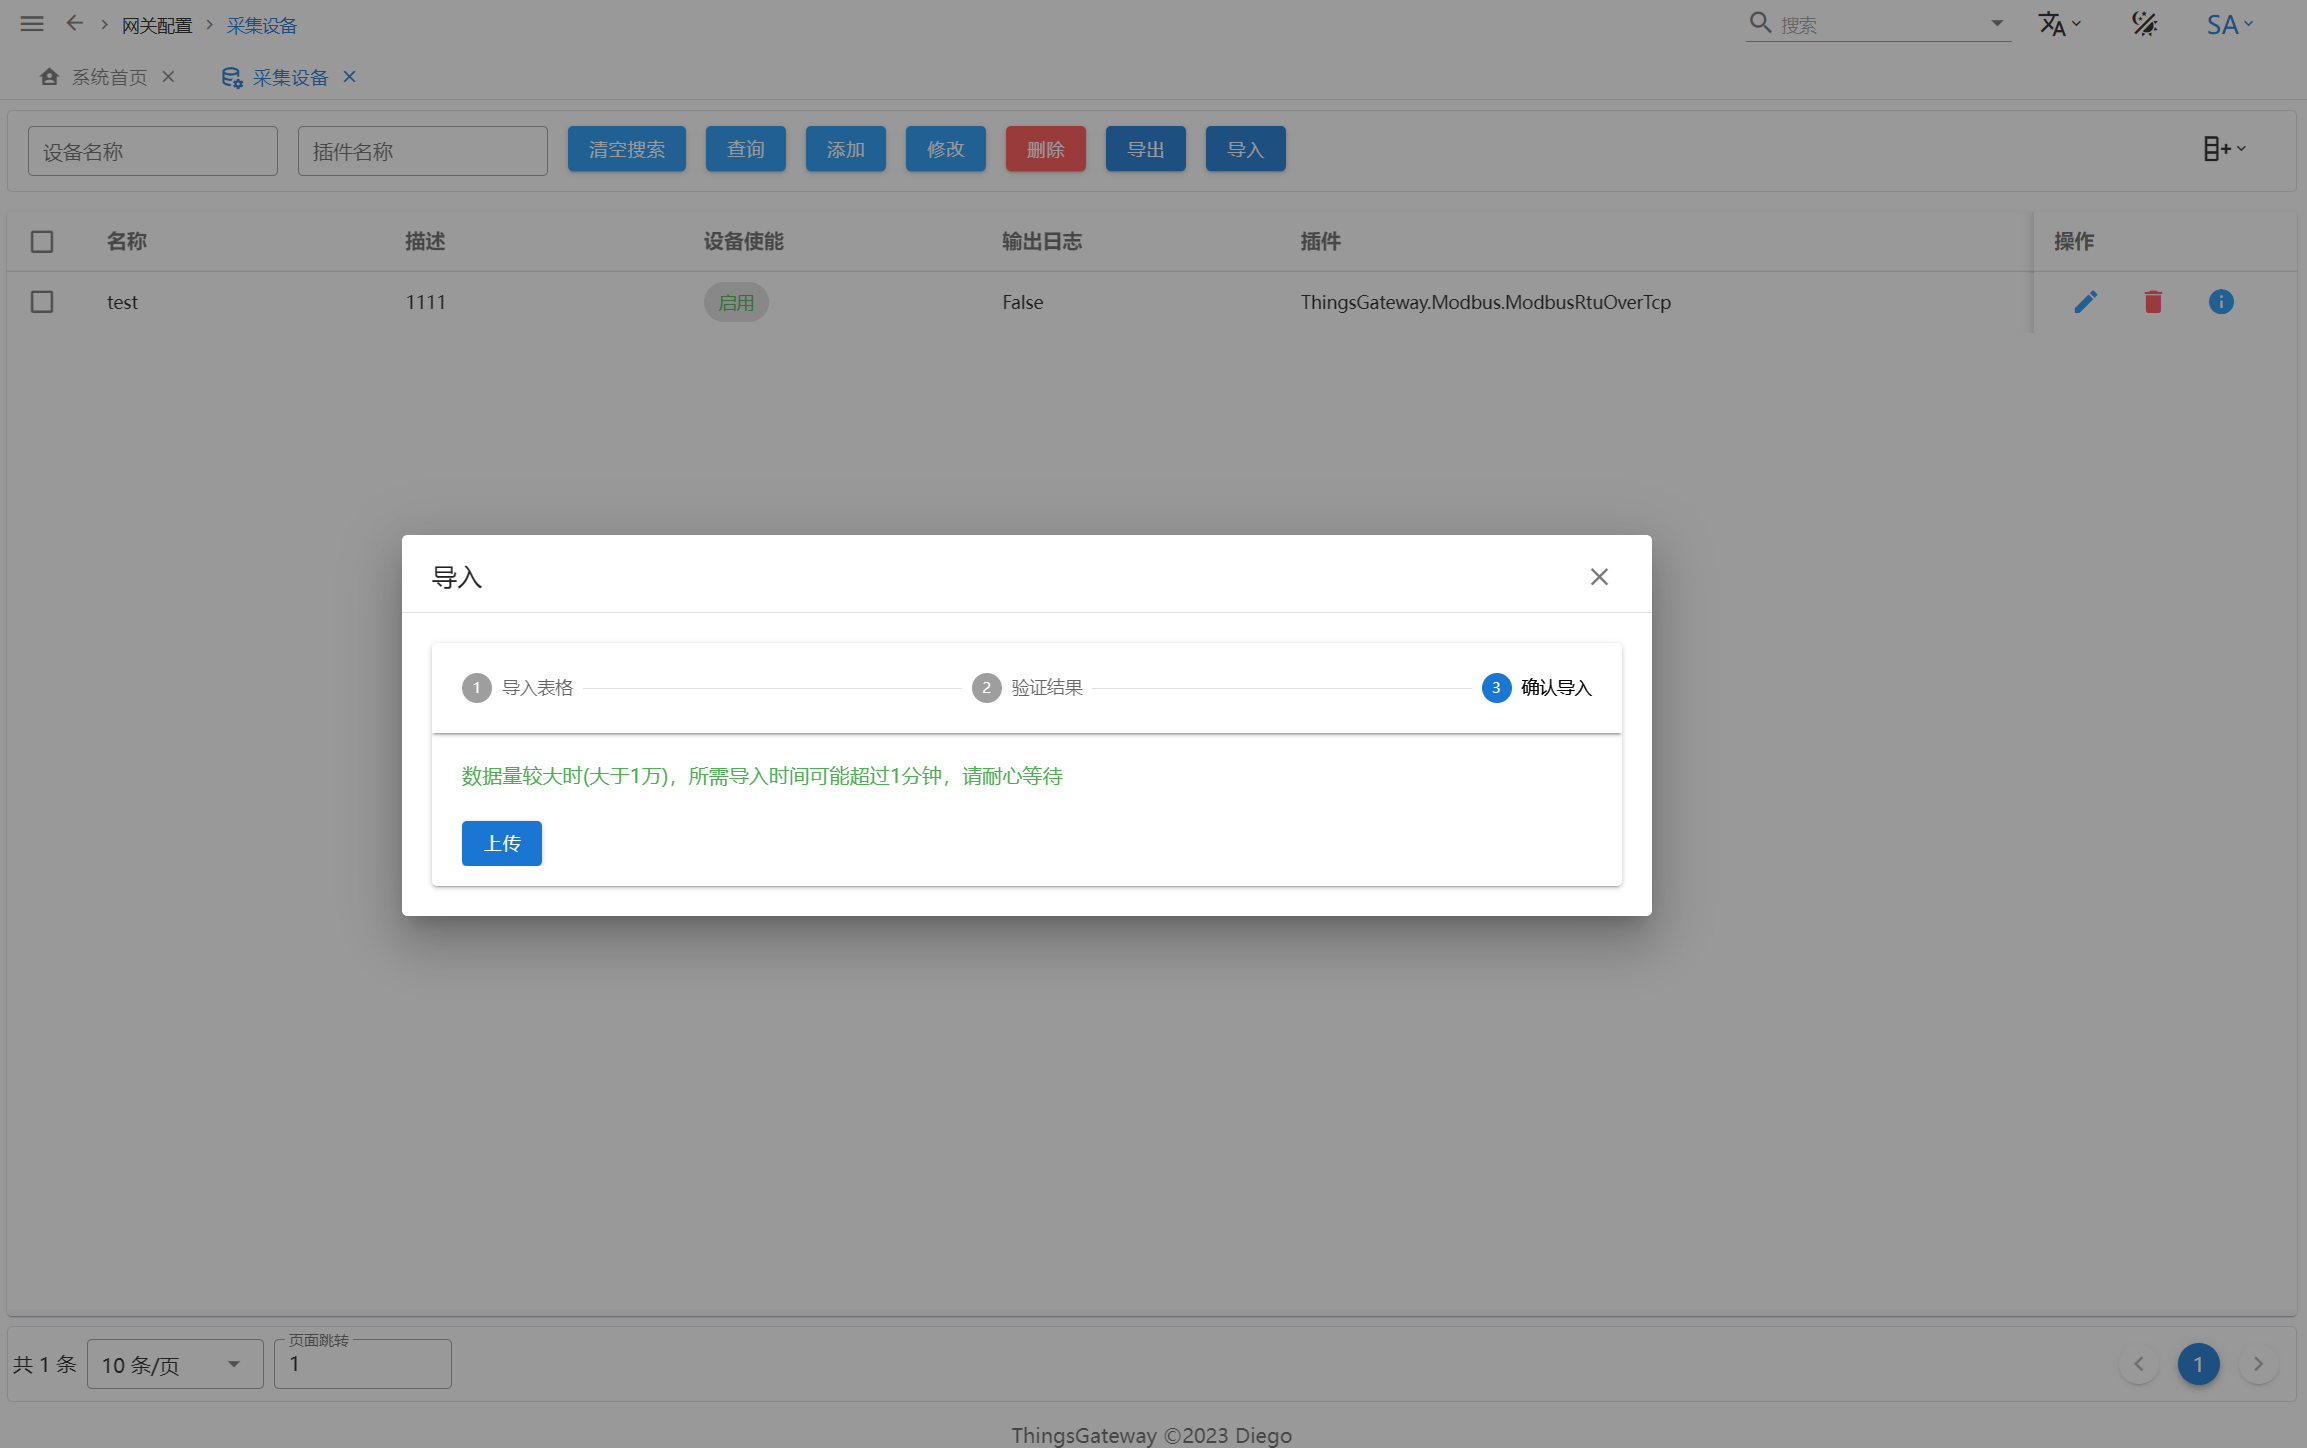 网关配置 采集设备 搜索 SA
系统首页 采集设备
设备名称 插件名称 清空搜索 查询 添加 修改 删除 导出 导入
名称 描述 设备使能 输出日志 插件 操作
test 1111 启用 False ThingsGateway.Modbus.ModbusRtuOverTcp
导入
1 导入表格 2 验证结果 3 确认导入
数据量较大时(大于1万)，所需导入时间可能超过1分钟，请耐心等待
上传
页面跳转
共 1 条 10 条/页 1 1
ThingsGateway ©2023 Diego